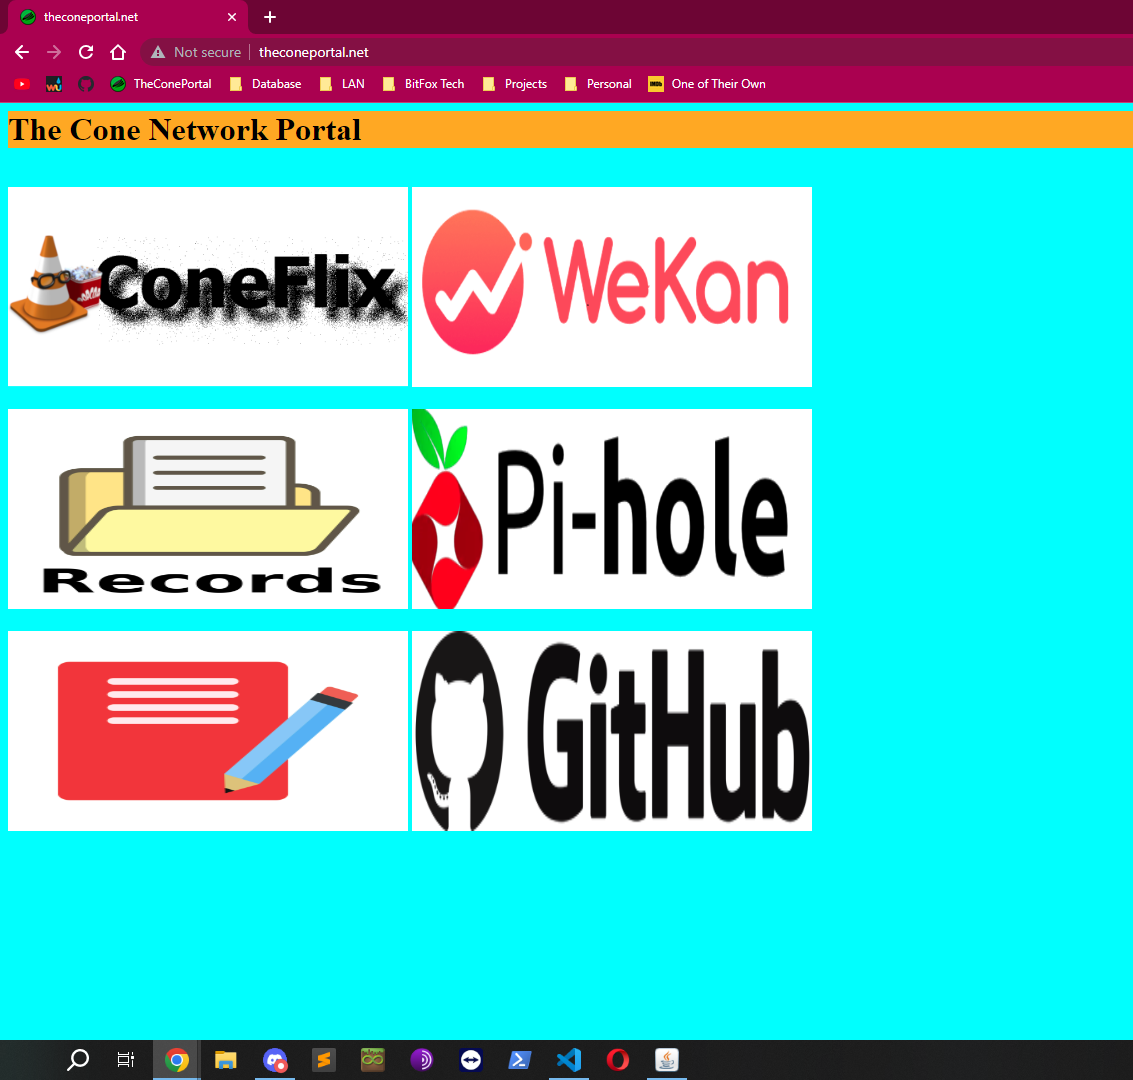 theconeportal.net
Not secure theconeportal.net
TheConePortal Database LAN BitFox Tech Projects Personal IMDb One of Their Own
The Cone Network Portal
ConeFlix WeKan
Records Pi-hole
GitHub